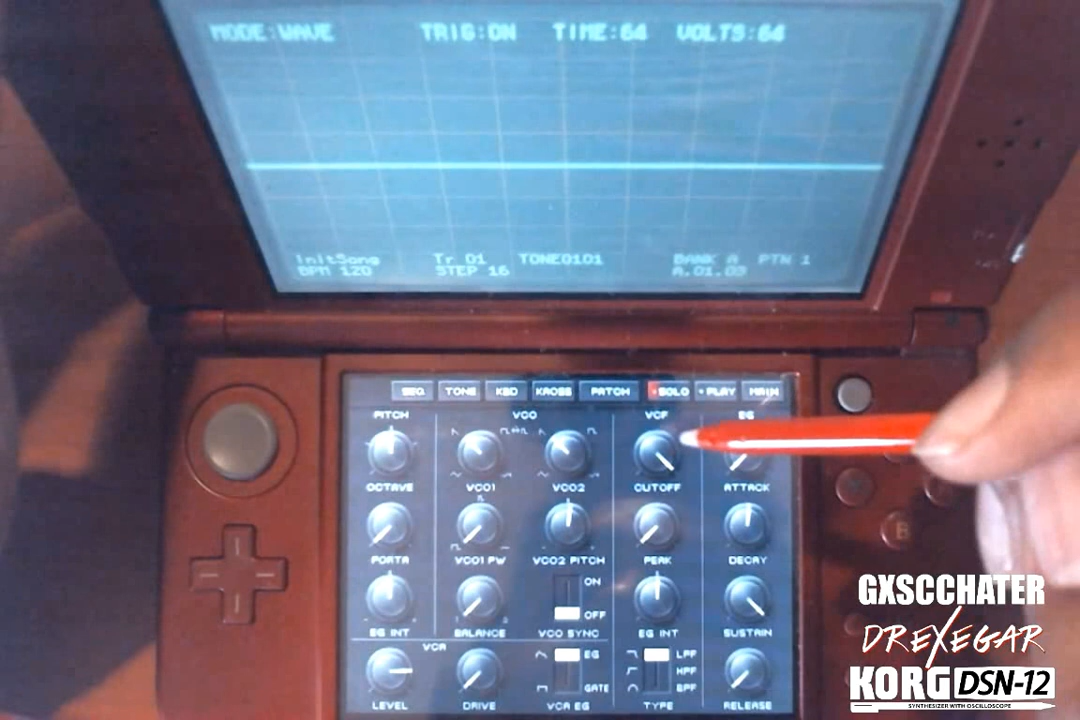 MODE:WAVE TRIG:ON TIME:64 VOLTS:64
InitSong Tr 01 TONE0101 BANK A PTN 1
BPM 120 STEP 16 A.01.03
SEQ TONE KBD KROSS PATCH SOLO PLAY MAIN
PITCH VCO VCF EG
OCTAVE VCO1 VCO2 CUTOFF ATTACK
PORTA VCO1 PW VCO2 PITCH PEAK DECAY
ON
OFF
EG INT BALANCE VCO SYNC EG INT SUSTAIN
VCA
EG LPF
HPF
GATE BPF
LEVEL DRIVE VCA EG TYPE RELEASE
B
GXSCCHATER
DREXEGAR
KORG DSN-12
SYNTHESIZER WITH OSCILLOSCOPE